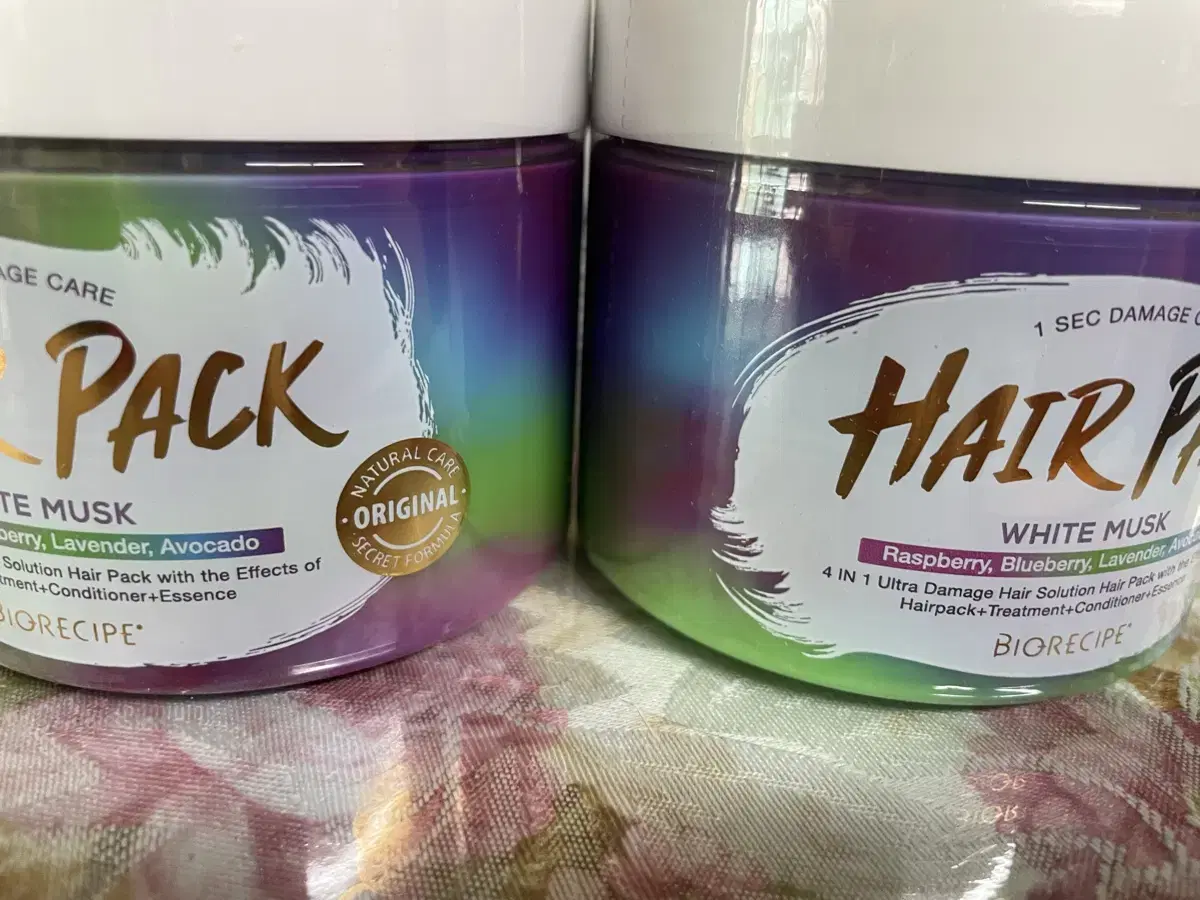 AGE CARE
PACK
TE MUSK
berry, Lavender, Avocado
Solution Hair Pack with the Effects of
tment+Conditioner+Essence
BIORECIPE
NATURAL CARE
ORIGINAL
SECRET FORMULA
1 SEC DAMAGE C
HAIR PA
WHITE MUSK
Raspberry, Blueberry, Lavender, Avoc
4 IN 1 Ultra Damage Hair Solution Hair Pack with the
Hairpack+Treatment+Conditioner+Essence
BIORECIPE